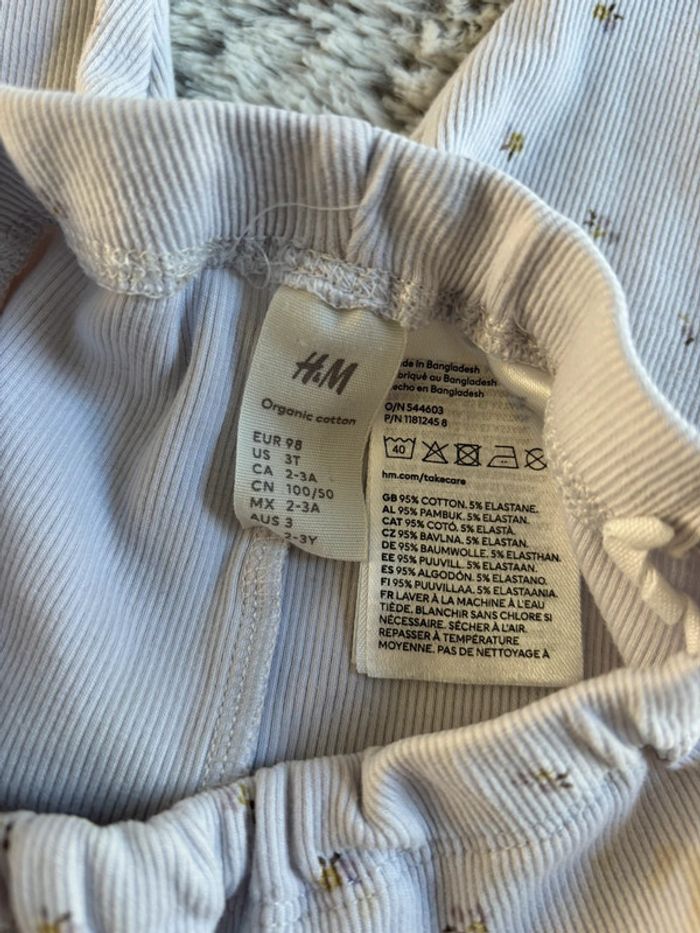 H&M
Organic cotton
EUR 98
US 3T
CA 2-3A
CN 100/50
MX 2-3A
AUS 3
2-3Y
de In Bangladesh
briqué au Bangladesh
echo en Bangladesh
O/N 544603
P/N 1181245 8
40
hm.com/takecare
GB 95% COTTON. 5% ELASTANE.
AL 95% PAMBUK. 5% ELASTAN.
CAT 95% COTÓ. 5% ELASTÀ.
CZ 95% BAVLNA. 5% ELASTAN.
DE 95% BAUMWOLLE. 5% ELASTHAN.
EE 95% PUUVILL. 5% ELASTAAN.
ES 95% ALGODÓN. 5% ELASTANO.
FI 95% PUUVILLAA. 5% ELASTAANIA.
FR LAVER À LA MACHINE À L'EAU
TIÈDE. BLANCHIR SANS CHLORE SI
NÉCESSAIRE. SÉCHER À L'AIR.
REPASSER À TEMPÉRATURE
MOYENNE. PAS DE NETTOYAGE À